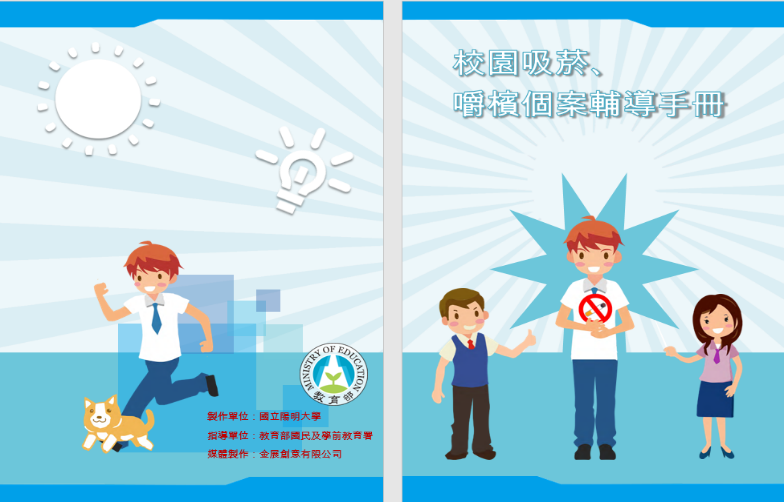 校園吸菸、
嚼檳個案輔導手冊
MINISTRY OF EDUCATION
教育部
製作單位：國立陽明大學
指導單位：教育部國民及學前教育署
媒體製作：金展創意有限公司